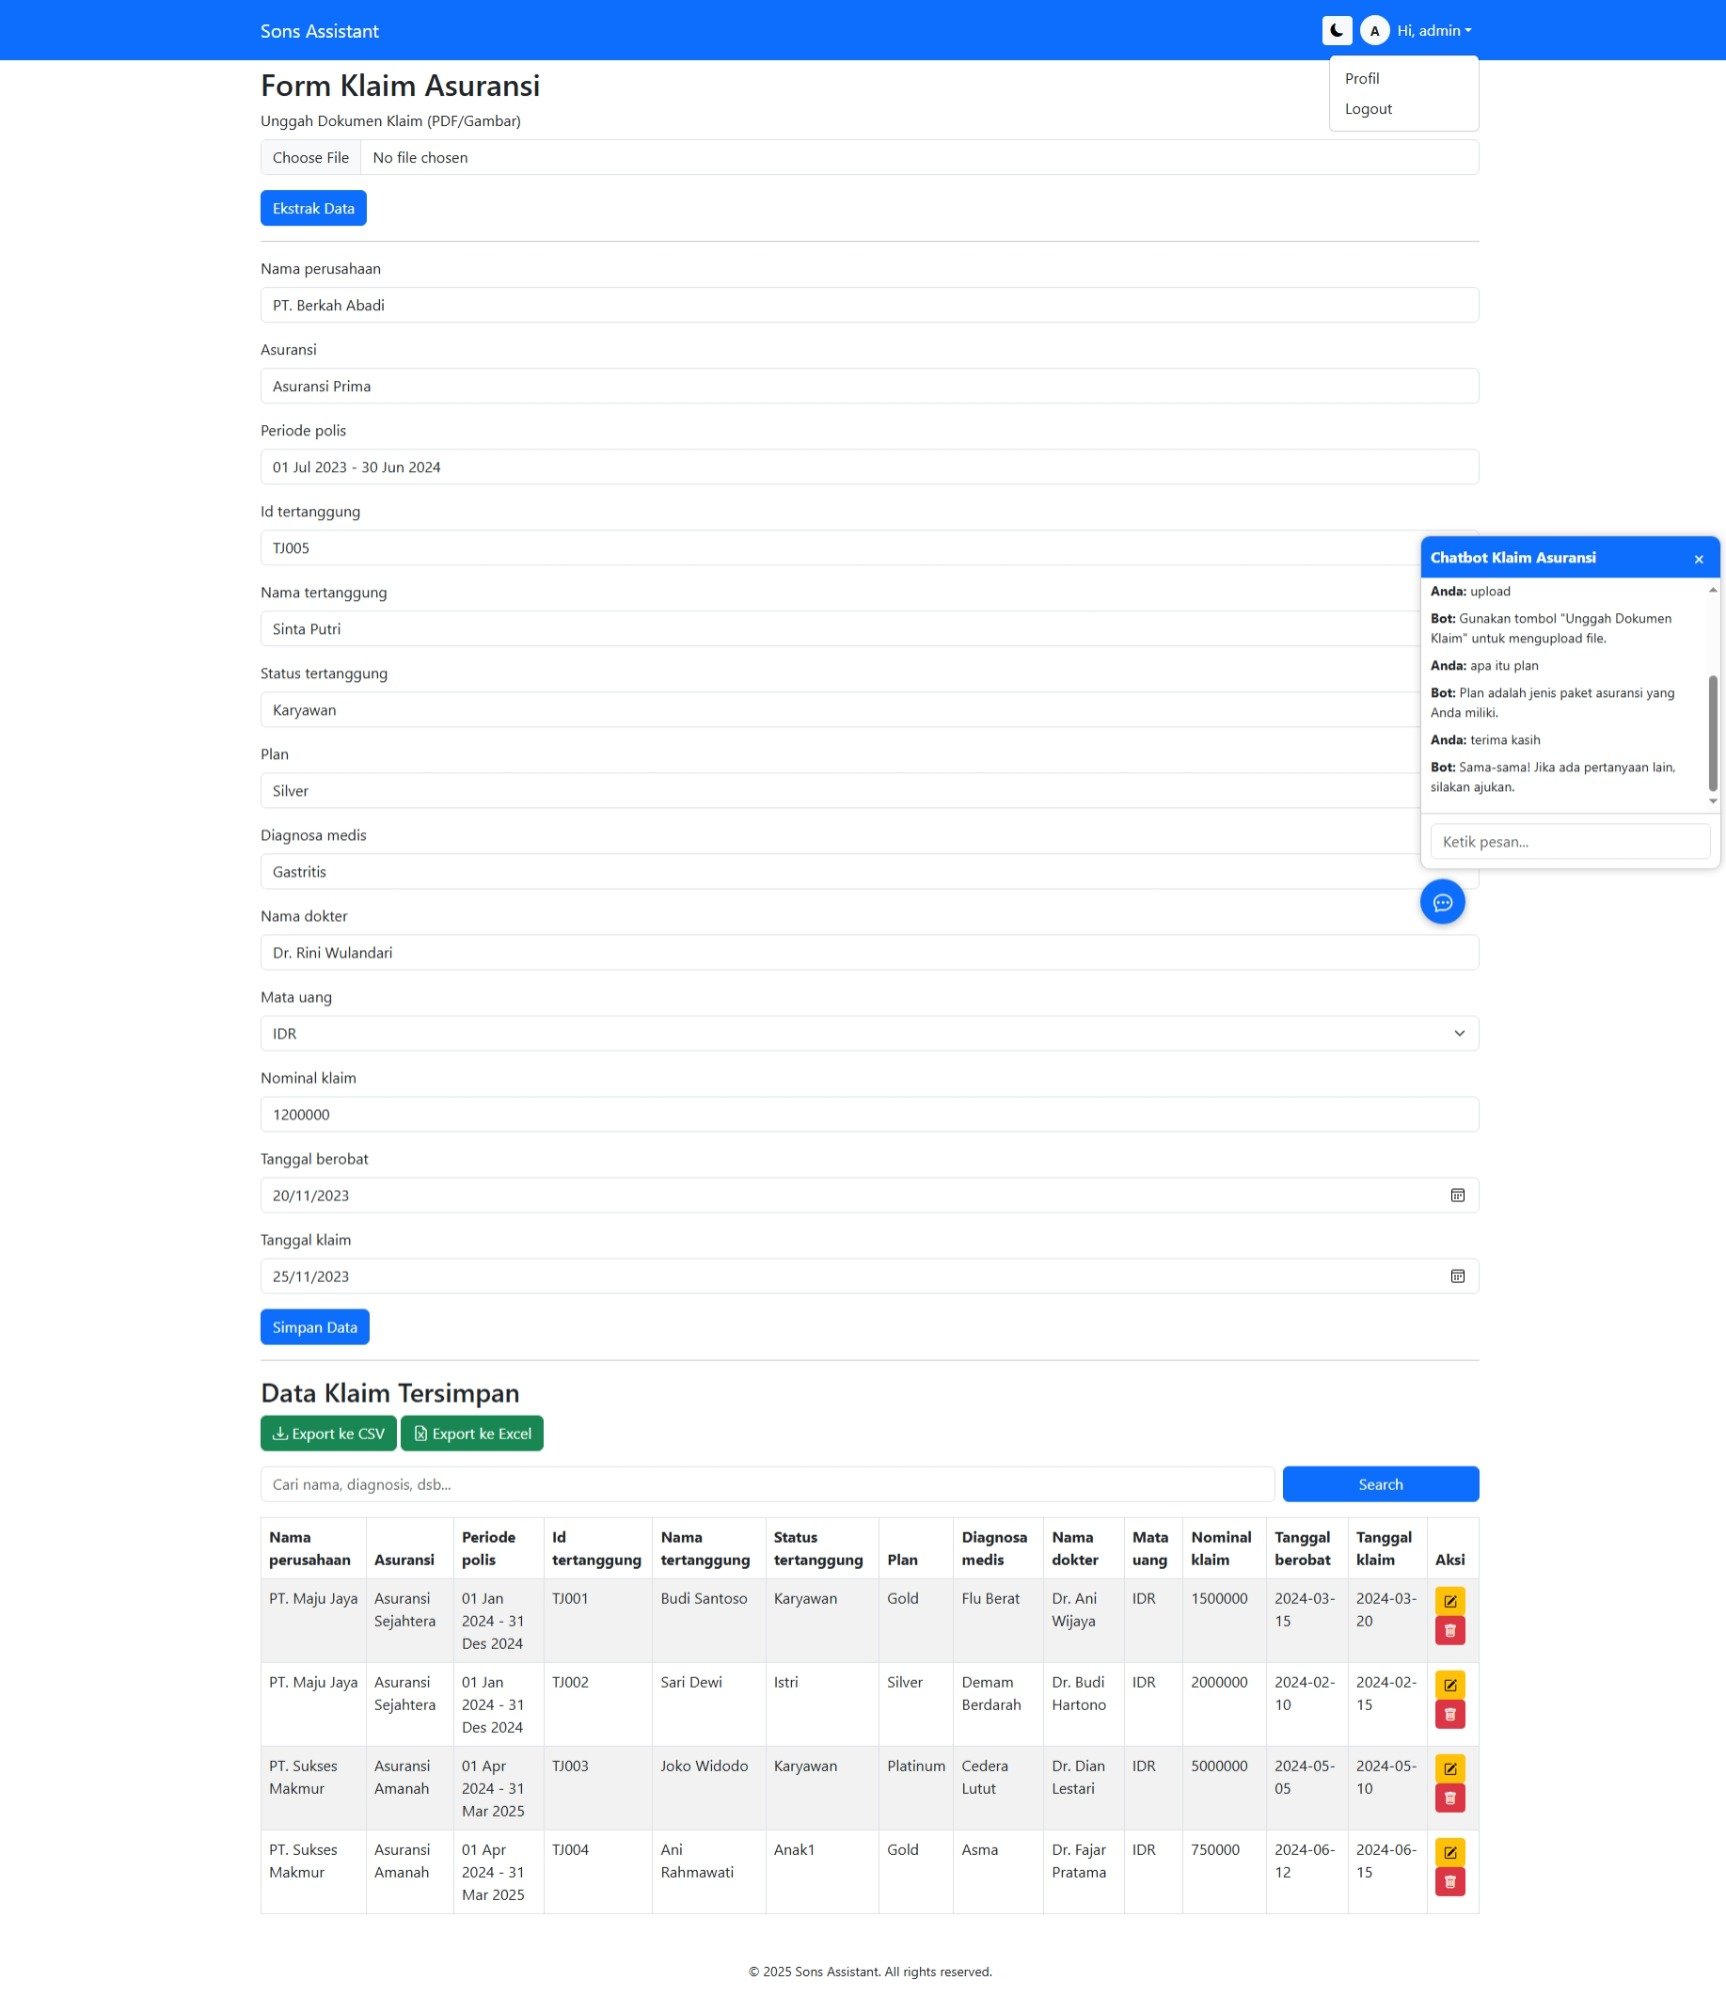 Sons Assistant
A Hi, admin
Profil
Logout
Form Klaim Asuransi
Unggah Dokumen Klaim (PDF/Gambar)
Choose File No file chosen
Ekstrak Data
Nama perusahaan
PT. Berkah Abadi
Asuransi
Asuransi Prima
Periode polis
01 Jul 2023 - 30 Jun 2024
Id tertanggung
TJ005
Nama tertanggung
Sinta Putri
Status tertanggung
Karyawan
Plan
Silver
Diagnosa medis
Gastritis
Nama dokter
Dr. Rini Wulandari
Mata uang
IDR
Nominal klaim
1200000
Tanggal berobat
20/11/2023
Tanggal klaim
25/11/2023
Simpan Data
Chatbot Klaim Asuransi ×
Anda: upload
Bot: Gunakan tombol "Unggah Dokumen
Klaim" untuk mengupload file.
Anda: apa itu plan
Bot: Plan adalah jenis paket asuransi yang
Anda miliki.
Anda: terima kasih
Bot: Sama-sama! Jika ada pertanyaan lain,
silakan ajukan.
Ketik pesan...
Data Klaim Tersimpan
Export ke CSV Export ke Excel
Cari nama, diagnosis, dsb... Search
Nama Periode Id Nama Status Diagnosa Nama Mata Nominal Tanggal Tanggal
perusahaan Asuransi polis tertanggung tertanggung tertanggung Plan medis dokter uang klaim berobat klaim Aksi
PT. Maju Jaya Asuransi 01 Jan TJ001 Budi Santoso Karyawan Gold Flu Berat Dr. Ani IDR 1500000 2024-03- 2024-03-
Sejahtera 2024 - 31 Wijaya 15 20
Des 2024
PT. Maju Jaya Asuransi 01 Jan TJ002 Sari Dewi Istri Silver Demam Dr. Budi IDR 2000000 2024-02- 2024-02-
Sejahtera 2024 - 31 Berdarah Hartono 10 15
Des 2024
PT. Sukses Asuransi 01 Apr TJ003 Joko Widodo Karyawan Platinum Cedera Dr. Dian IDR 5000000 2024-05- 2024-05-
Makmur Amanah 2024 - 31 Lutut Lestari 05 10
Mar 2025
PT. Sukses Asuransi 01 Apr TJ004 Ani Anak1 Gold Asma Dr. Fajar IDR 750000 2024-06- 2024-06-
Makmur Amanah 2024 - 31 Rahmawati Pratama 12 15
Mar 2025
© 2025 Sons Assistant. All rights reserved.